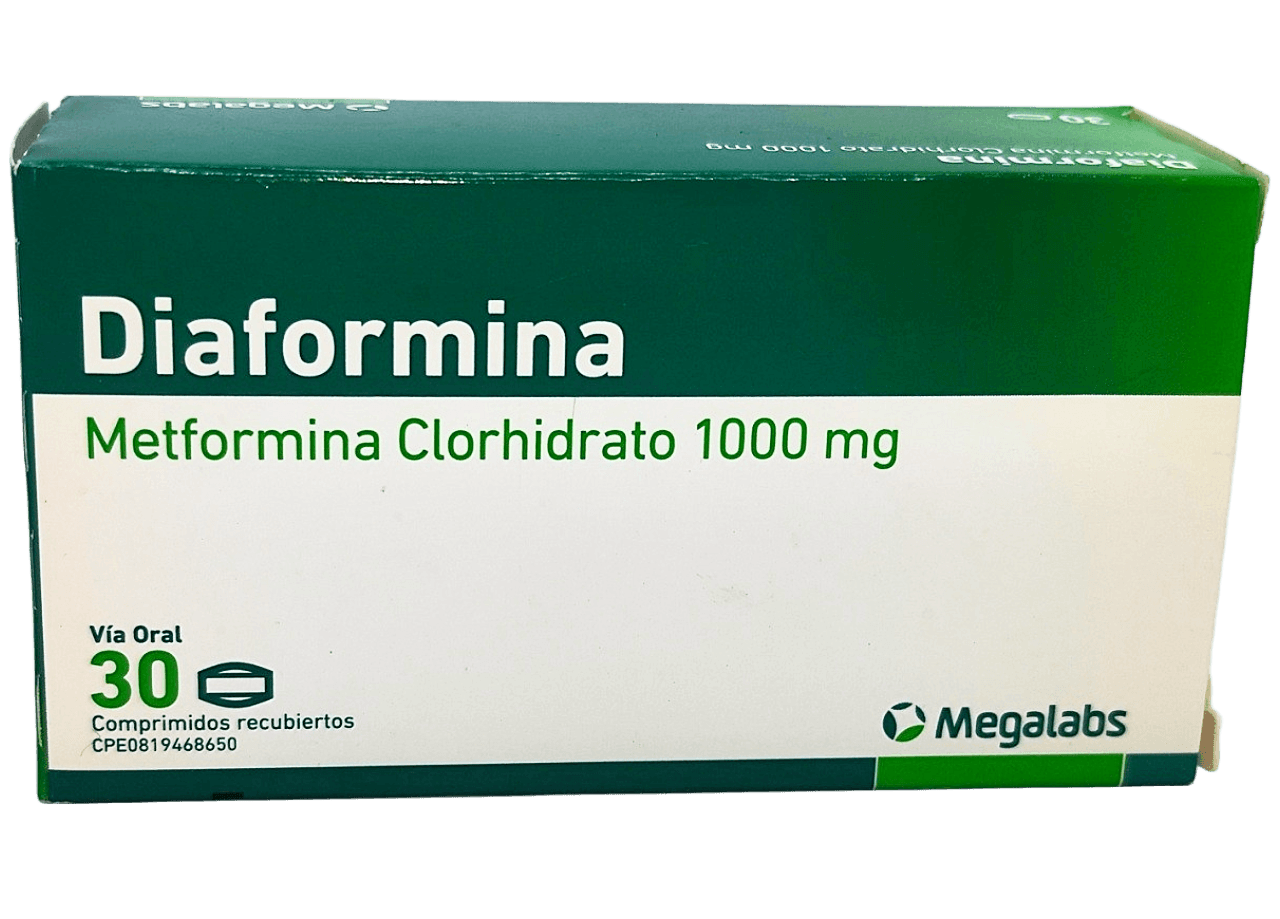 Megalabs
30
Metformina Clorhidrato 1000 mg
Diaformina
Diaformina
Metformina Clorhidrato 1000 mg
Vía Oral
30
Comprimidos recubiertos
CPE0819468650
Megalabs